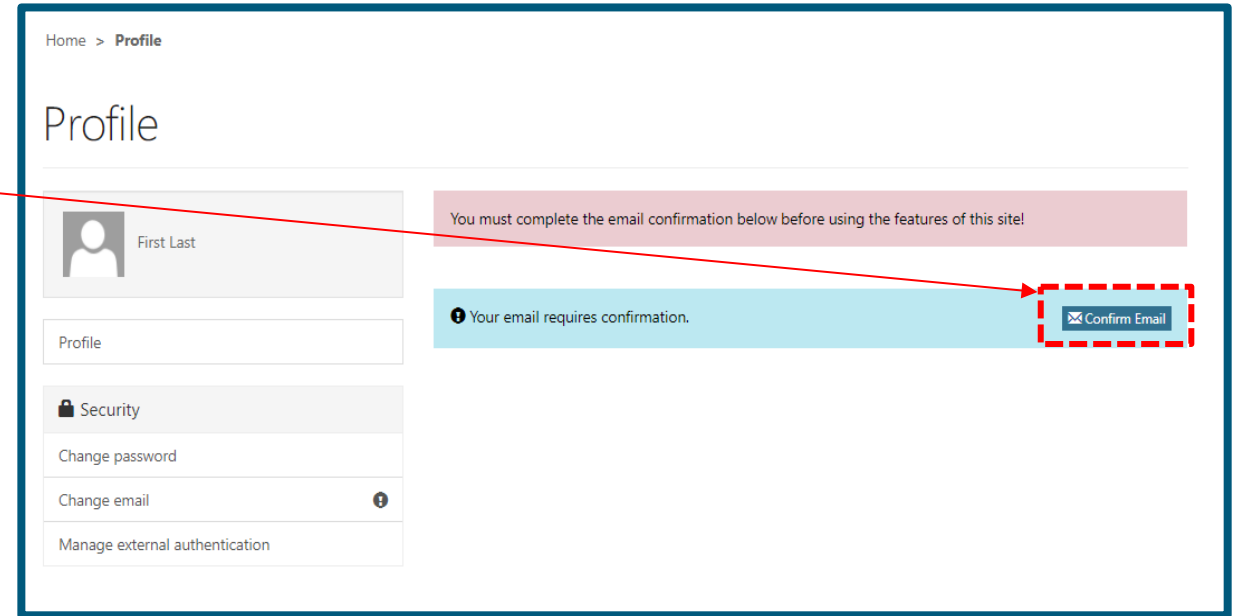 Home > Profile
Profile
First Last
You must complete the email confirmation below before using the features of this site!
Your email requires confirmation.
Confirm Email
Profile
Security
Change password
Change email
Manage external authentication